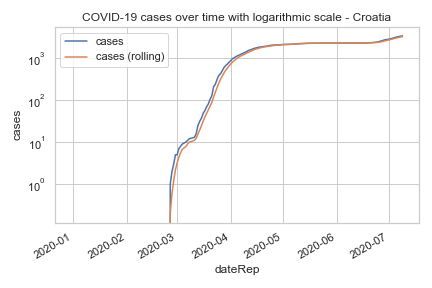 COVID-19 cases over time with logarithmic scale - Croatia
cases
cases (rolling)
10³
10²
10¹
10⁰
cases
2020-01
2020-02
2020-03
2020-04
2020-05
2020-06
2020-07
dateRep